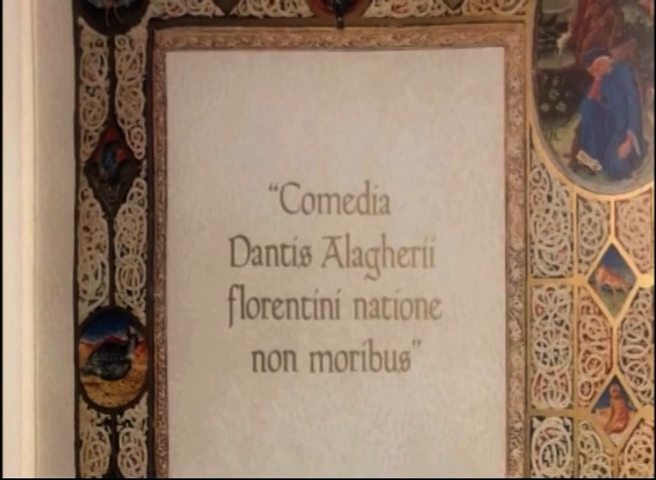 “Comedia
Dantis Alagherii
florentini natione
non moribus”